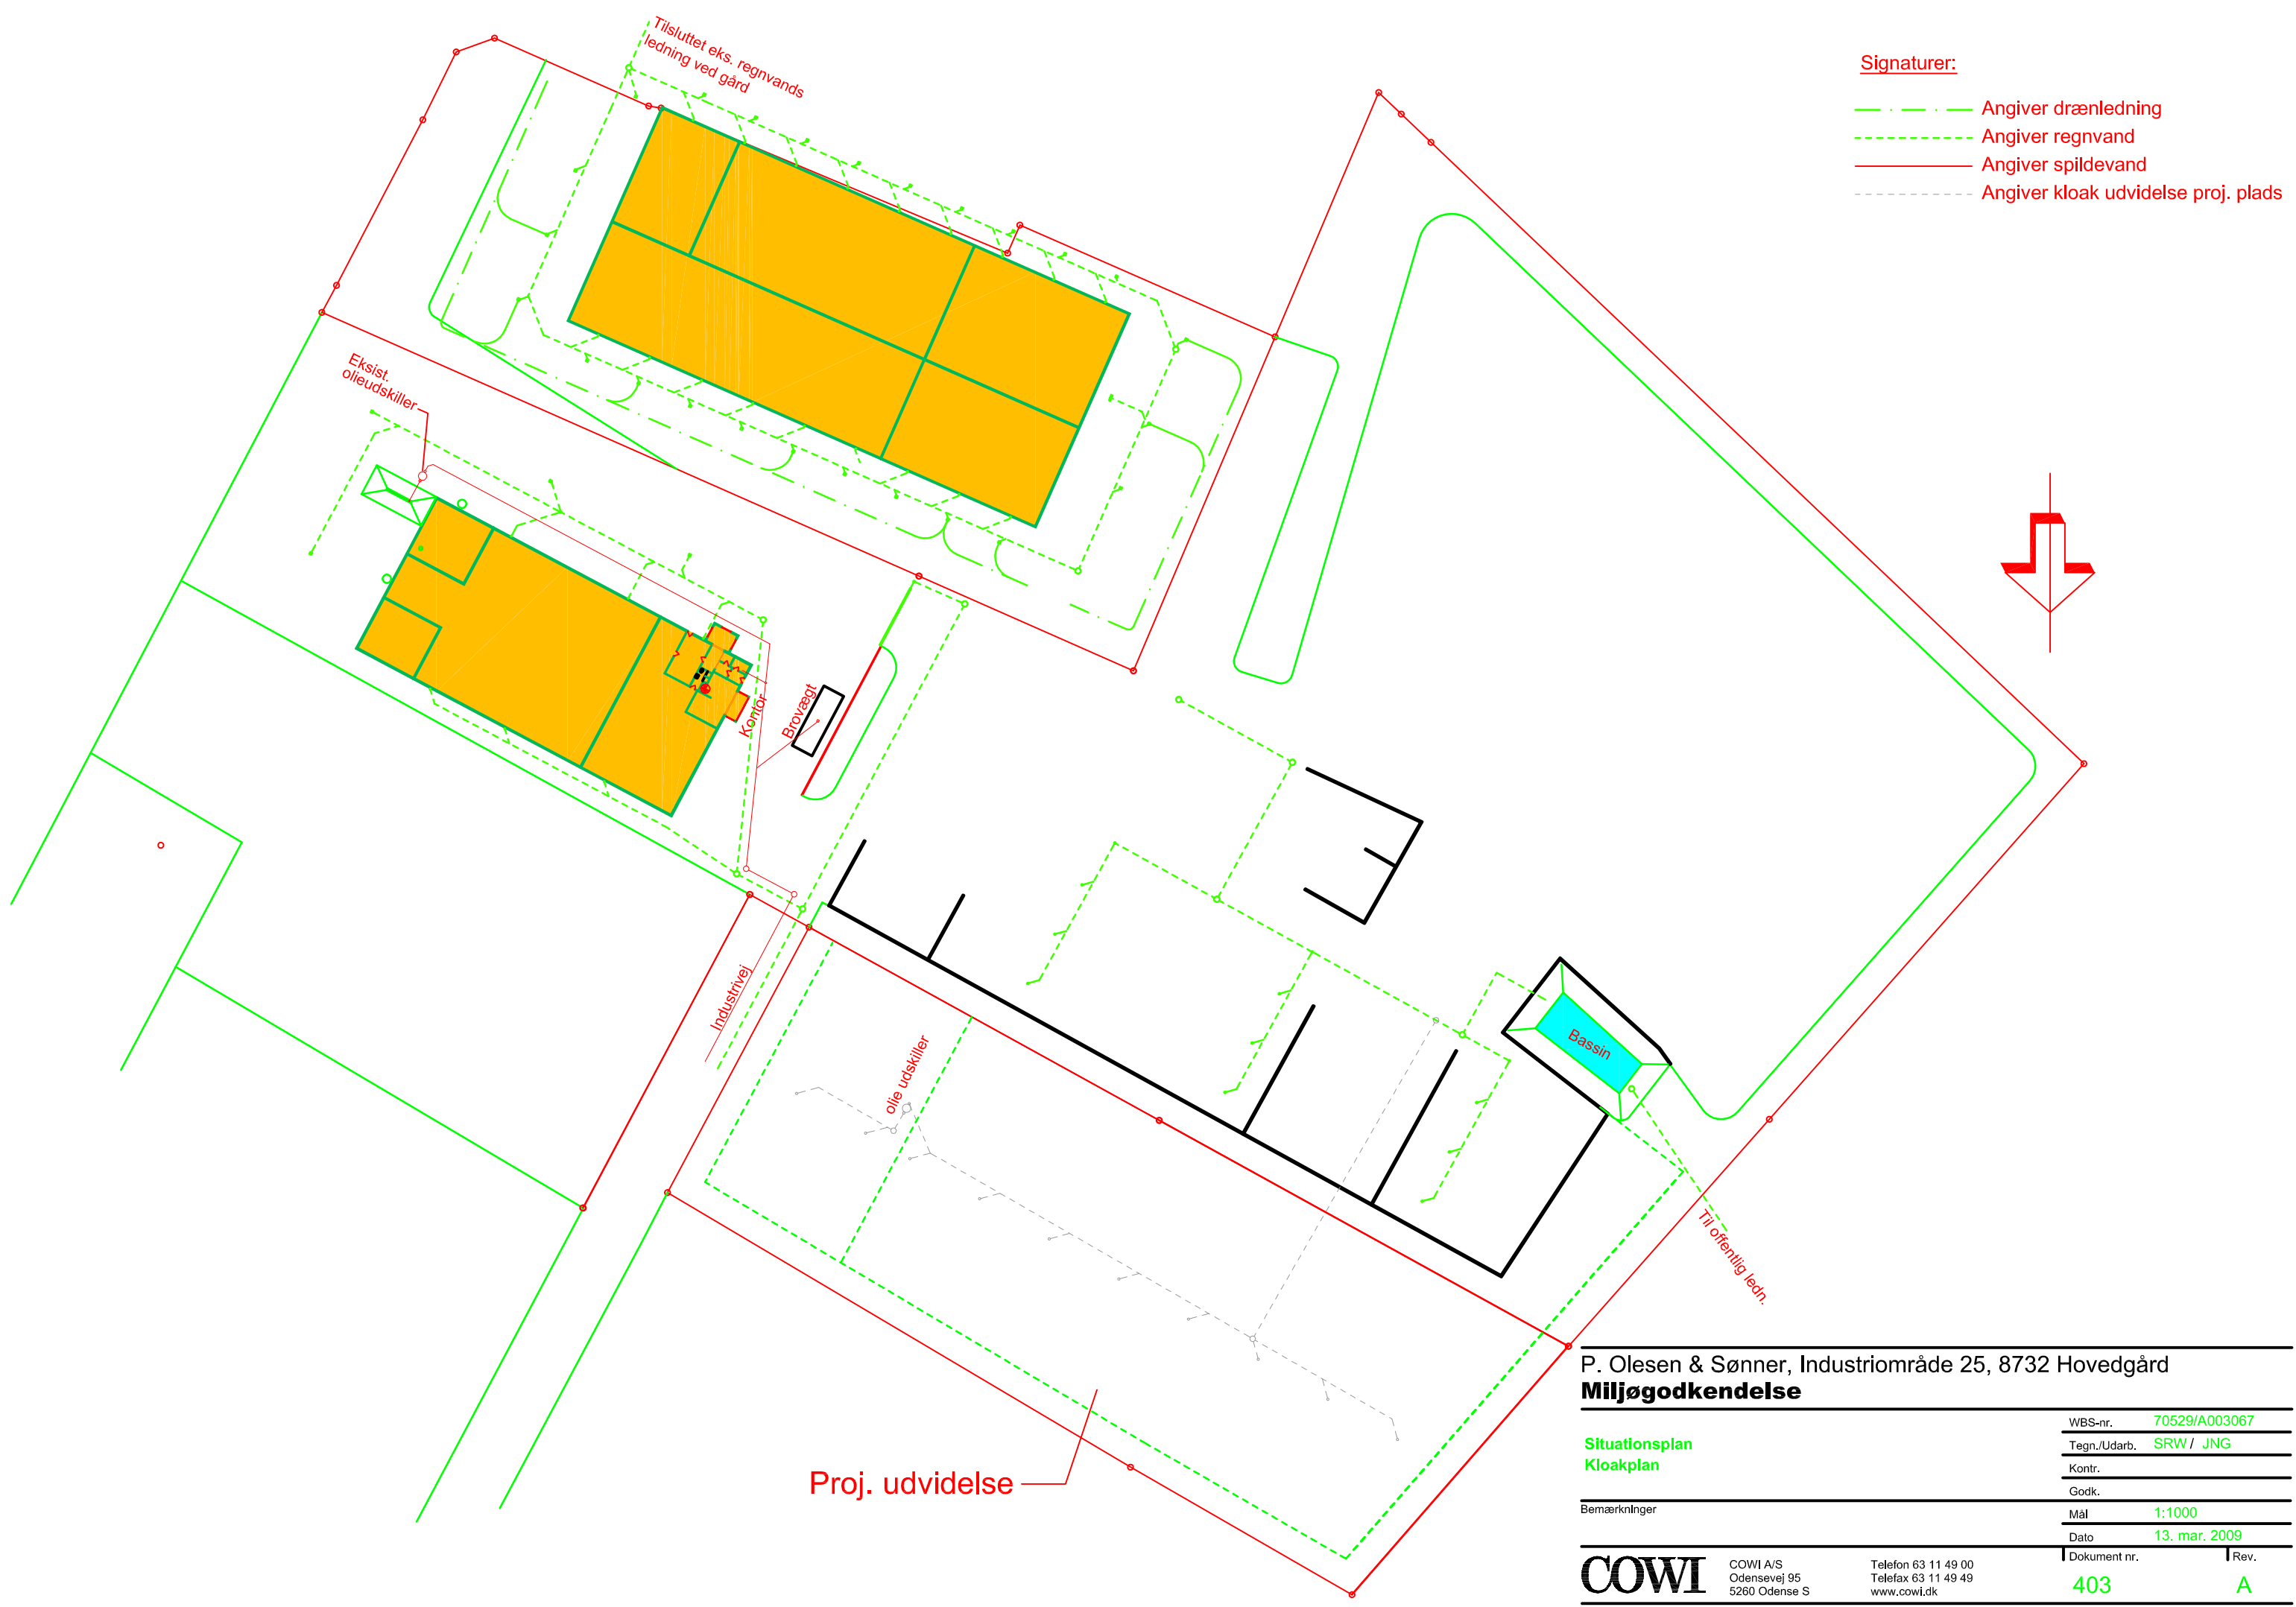 Tilsluttet eks. regnvands
ledning ved gård
Signaturer:
Angiver drænledning
Angiver regnvand
Angiver spildevand
Angiver kloak udvidelse proj. plads
Eksist.
olieudskiller
Kontor
Brovægt
Industrivej
olie udskiller
Bassin
Til offentlig ledn.
Proj. udvidelse
P. Olesen & Sønner, Industriområde 25, 8732 Hovedgård
Miljøgodkendelse
Situationsplan
Kloakplan
WBS-nr. 70529/A003067
Tegn./Udarb. SRW / JNG
Kontr.
Godk.
Bemærkninger
Mål 1:1000
Dato 13. mar. 2009
COWI
COWI A/S
Odensevej 95
5260 Odense S
Telefon 63 11 49 00
Telefax 63 11 49 49
www.cowi.dk
Dokument nr.
403
Rev.
A